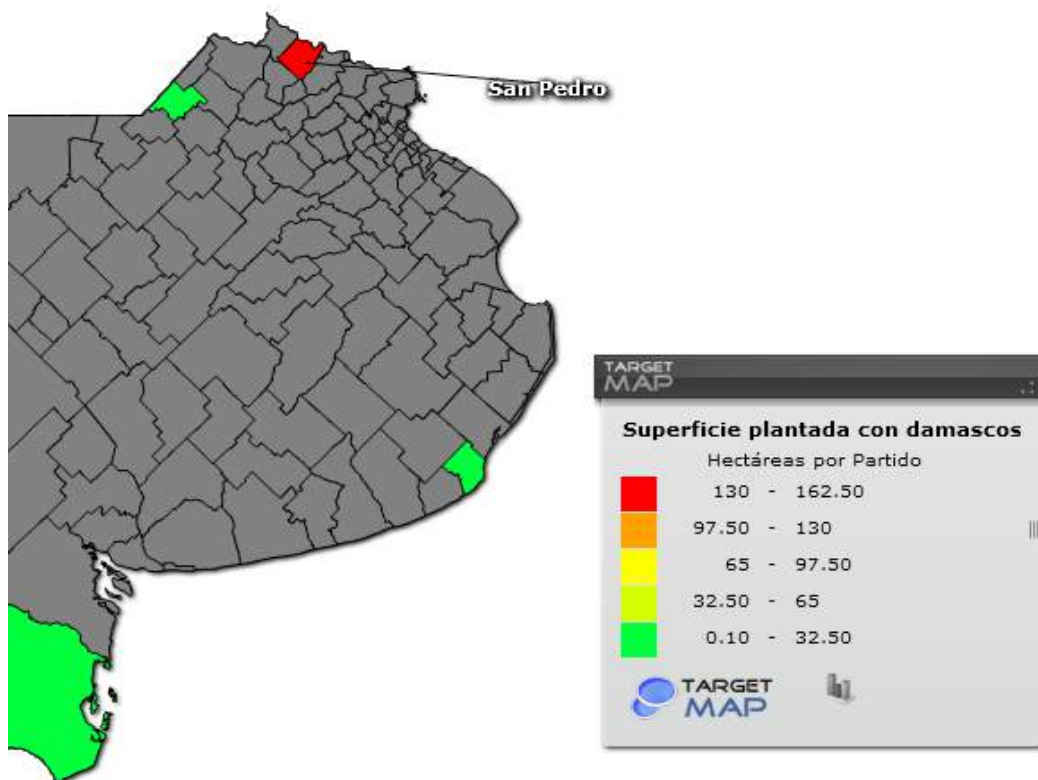 San Pedro
TARGET
MAP
Superficie plantada con damascos
Hectáreas por Partido
130 - 162.50
97.50 - 130
65 - 97.50
32.50 - 65
0.10 - 32.50
TARGET
MAP